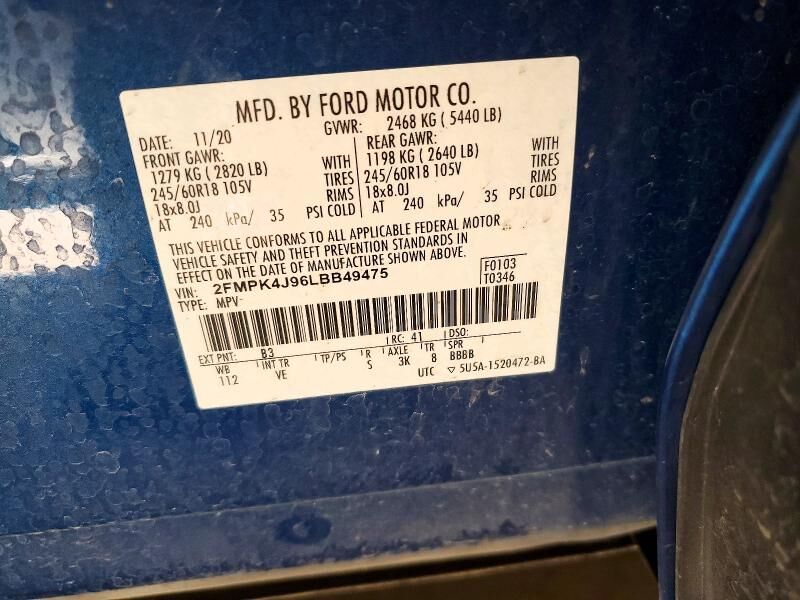 MFD. BY FORD MOTOR CO.
DATE: 11/20 GVWR: 2468 KG ( 5440 LB)
FRONT GAWR: REAR GAWR:
1279 KG ( 2820 LB) WITH 1198 KG ( 2640 LB) WITH
245/60R18 105V TIRES 245/60R18 105V TIRES
18x8.0J RIMS 18x8.0J RIMS
AT 240 kPa/ 35 PSI COLD AT 240 kPa/ 35 PSI COLD
THIS VEHICLE CONFORMS TO ALL APPLICABLE FEDERAL MOTOR
VEHICLE SAFETY AND THEFT PREVENTION STANDARDS IN
EFFECT ON THE DATE OF MANUFACTURE SHOWN ABOVE.
VIN: 2FMPK4J96LBB49475 F0103
TYPE: MPV T0346
EXT PNT: B3 RC: 41 DSO:
WB INT TR TP/PS R AXLE TR SPR
112 VE S 3K 8 BBBB
UTC ▽ 5U5A-1520472-BA